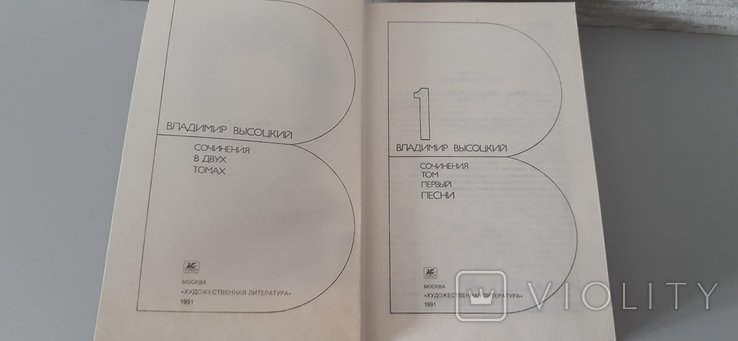 ВЛАДИМИР ВЫСОЦКИЙ
СОЧИНЕНИЯ
В ДВУХ
ТОМАХ
МОСКВА
«ХУДОЖЕСТВЕННАЯ ЛИТЕРАТУРА»
1991
1
ВЛАДИМИР ВЫСОЦКИЙ
СОЧИНЕНИЯ
ТОМ
ПЕРВЫЙ
ПЕСНИ
МОСКВА
«ХУДОЖЕСТВЕННАЯ ЛИТЕРАТУРА»
1991
VIOLITY